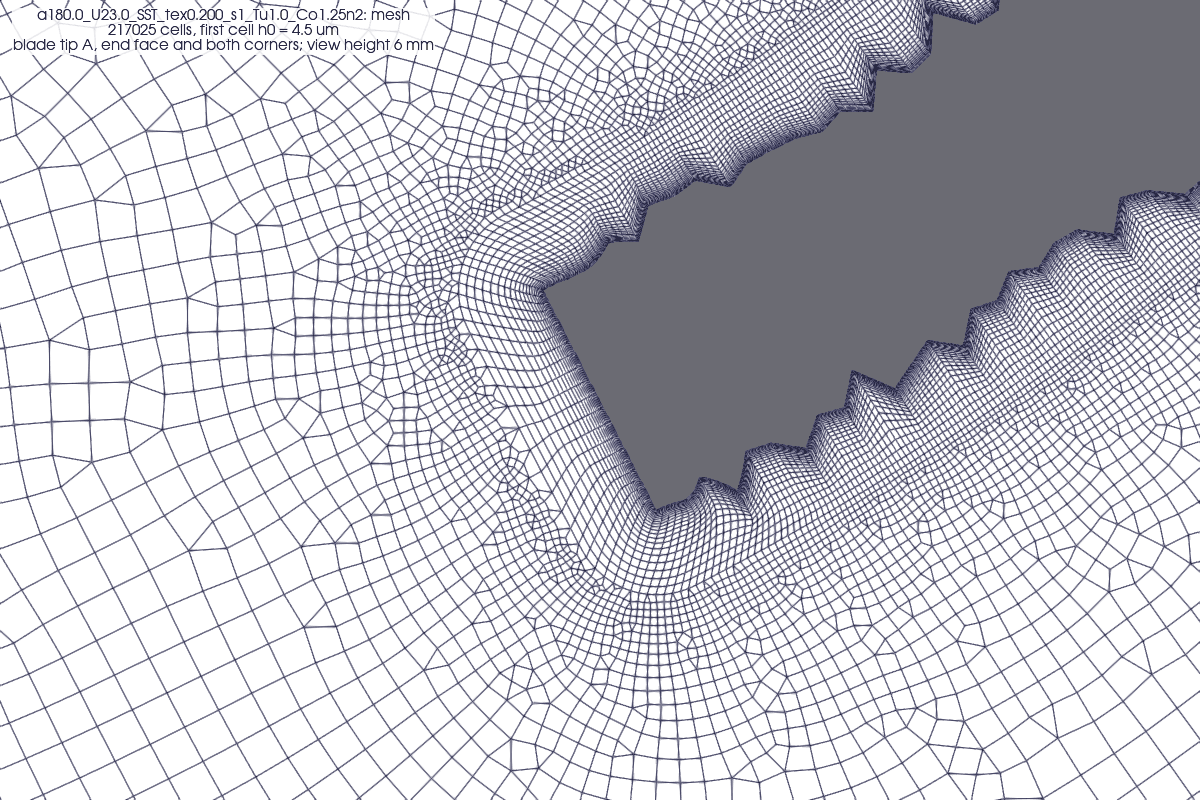 a180.0_U23.0_SST_tex0.200_s1_Tu1.0_Co1.25n2: mesh
217025 cells, first cell h0 = 4.5 um
blade tip A, end face and both corners; view height 6 mm